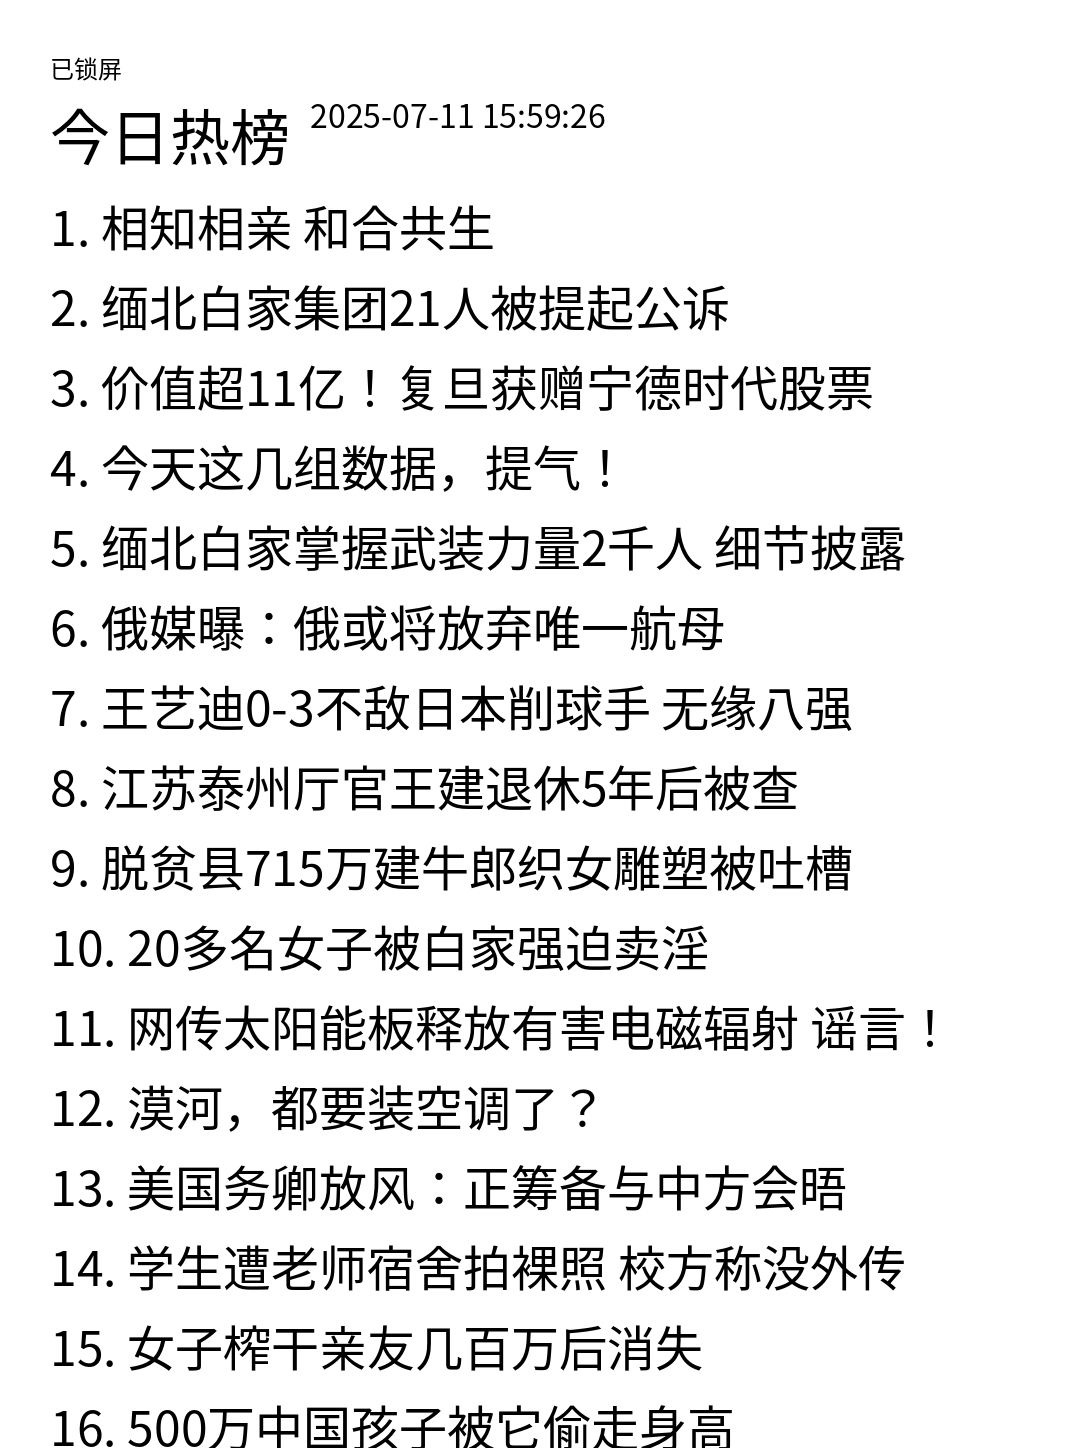 已锁屏
今日热榜 2025-07-11 15:59:26
1. 相知相亲 和合共生
2. 缅北白家集团21人被提起公诉
3. 价值超11亿！复旦获赠宁德时代股票
4. 今天这几组数据，提气！
5. 缅北白家掌握武装力量2千人 细节披露
6. 俄媒曝：俄或将放弃唯一航母
7. 王艺迪0-3不敌日本削球手 无缘八强
8. 江苏泰州厅官王建退休5年后被查
9. 脱贫县715万建牛郎织女雕塑被吐槽
10. 20多名女子被白家强迫卖淫
11. 网传太阳能板释放有害电磁辐射 谣言！
12. 漠河，都要装空调了？
13. 美国务卿放风：正筹备与中方会晤
14. 学生遭老师宿舍拍裸照 校方称没外传
15. 女子榨干亲友几百万后消失
16. 500万中国孩子被它偷走身高